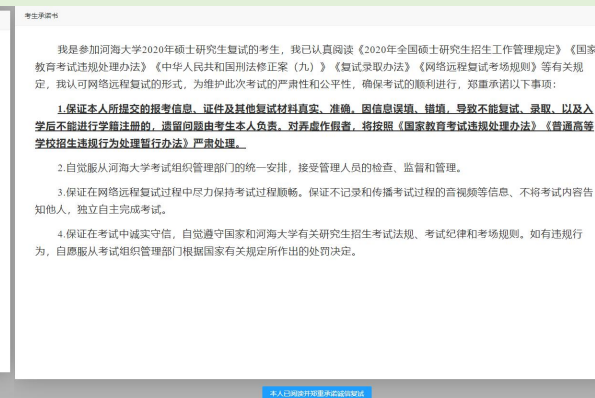 考生承诺书
我是参加河海大学2020年硕士研究生复试的考生，我已认真阅读《2020年全国硕士研究生招生工作管理规定》《国家
教育考试违规处理办法》《中华人民共和国刑法修正案（九）》《复试录取办法》《网络远程复试考场规则》等有关规
定，我认可网络远程复试的形式，为维护此次考试的严肃性和公平性，确保考试的顺利进行，郑重承诺以下事项：
1.保证本人所提交的报考信息、证件及其他复试材料真实、准确。因信息误填、错填，导致不能复试、录取、以及入
学后不能进行学籍注册的，遗留问题由考生本人负责。对弄虚作假者，将按照《国家教育考试违规处理办法》《普通高等
学校招生违规行为处理暂行办法》严肃处理。
2.自觉服从河海大学考试组织管理部门的统一安排，接受管理人员的检查、监督和管理。
3.保证在网络远程复试过程中尽力保持考试过程顺畅。保证不记录和传播考试过程的音视频等信息、不将考试内容告
知他人，独立自主完成考试。
4.保证在考试中诚实守信，自觉遵守国家和河海大学有关研究生招生考试法规、考试纪律和考场规则。如有违规行
为，自愿服从考试组织管理部门根据国家有关规定所作出的处罚决定。
本人已阅读并郑重承诺诚信复试